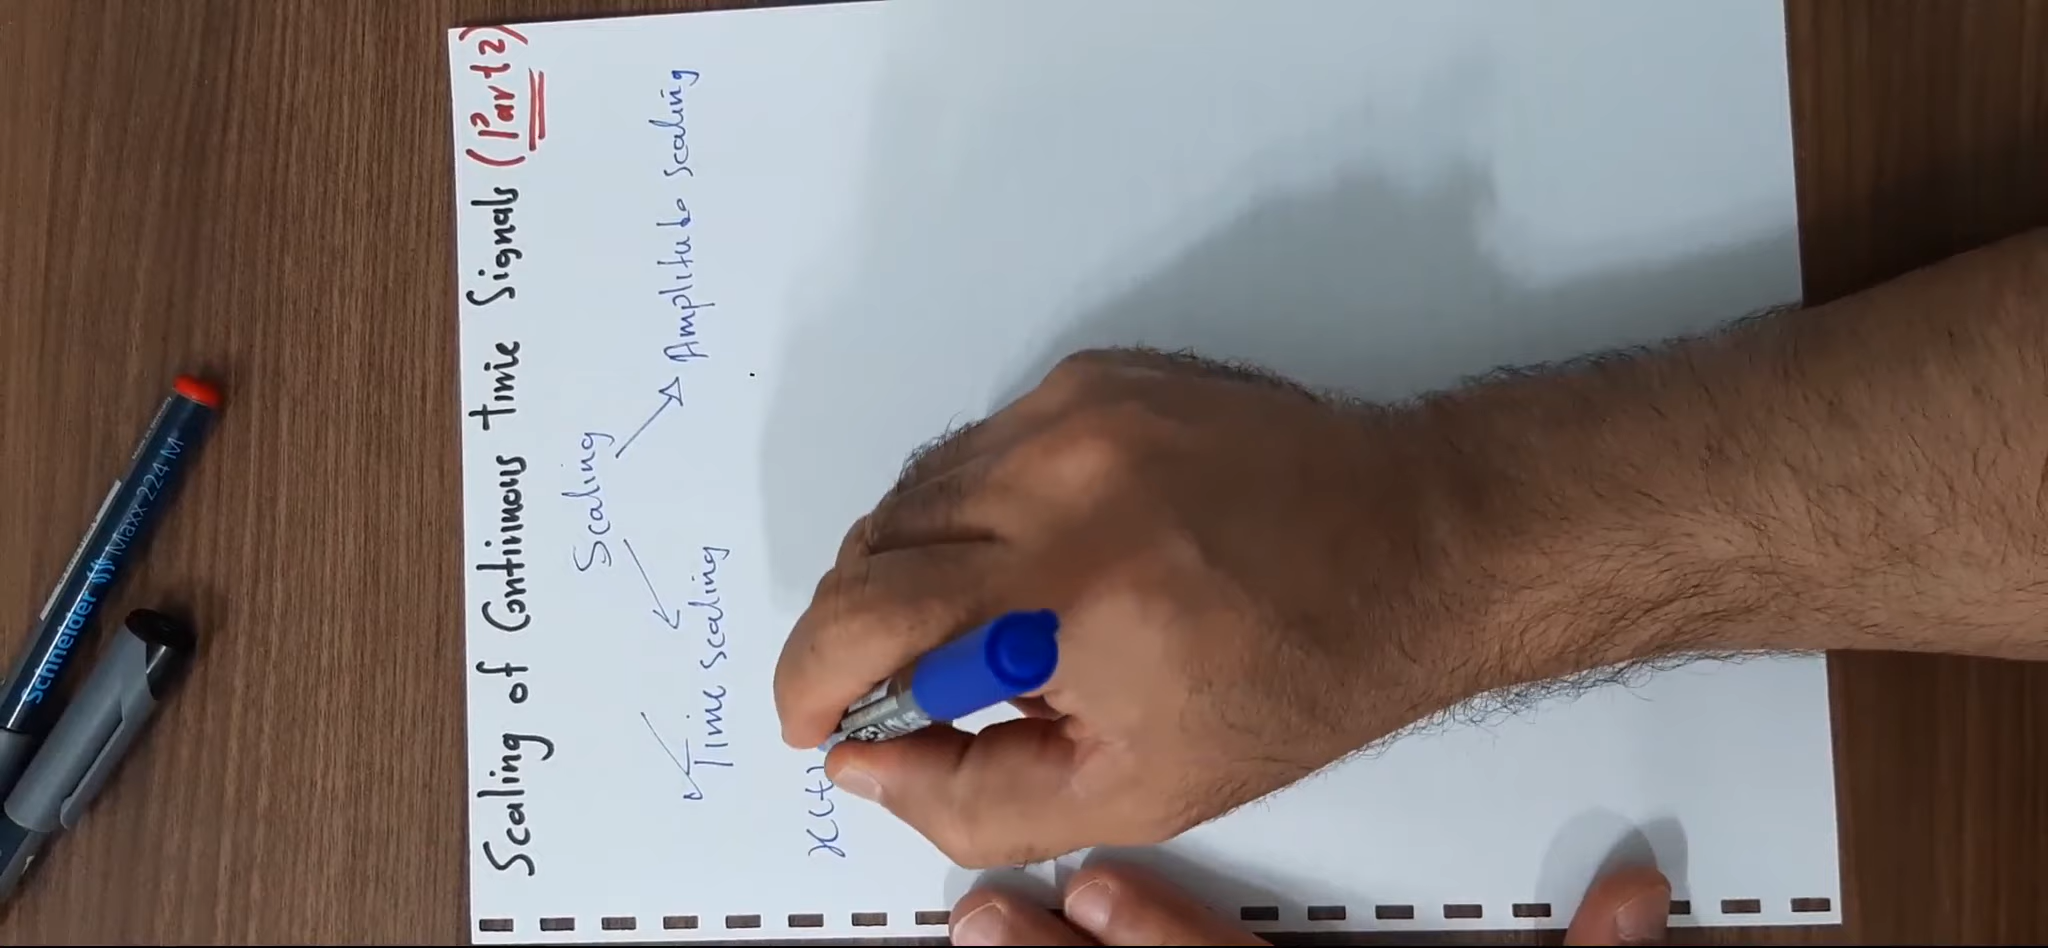 Scaling of Continuous time Signals (Part 2)
Scaling
Time scaling
Amplitude scaling
x(t)
Schneider Maxx 224 M